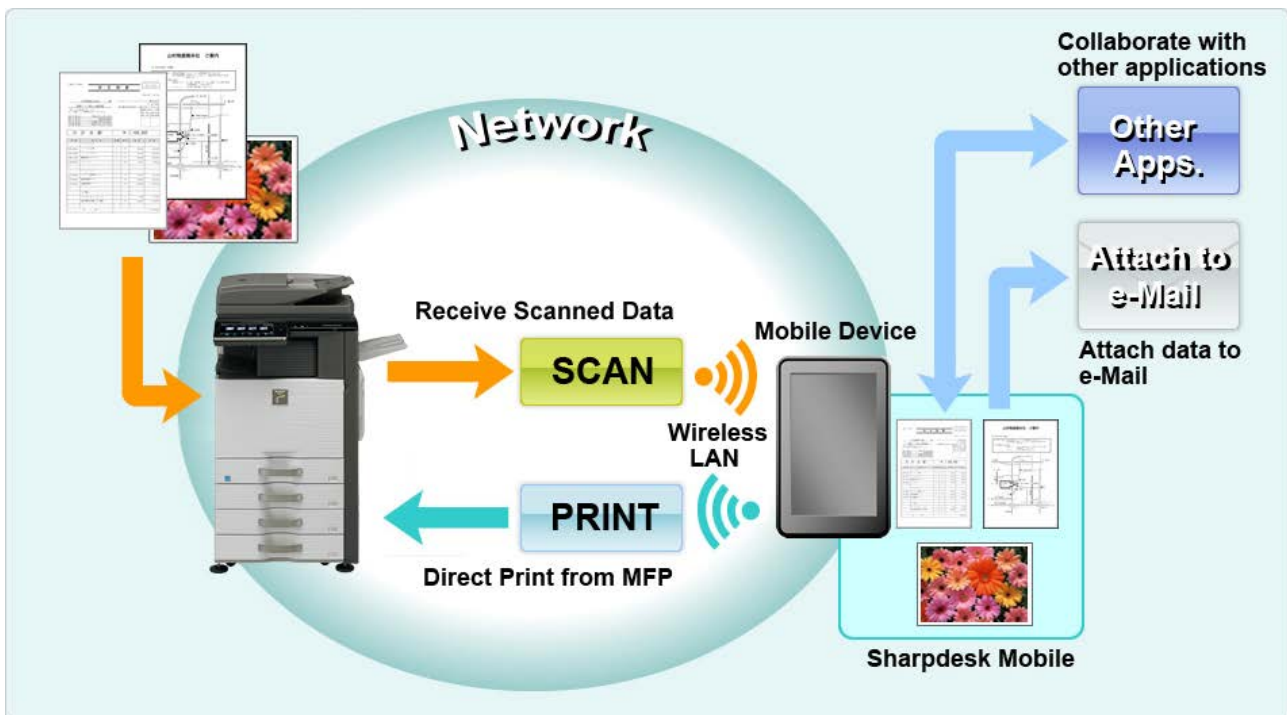 Collaborate with
other applications
Network
Other
Apps.
Attach to
e-Mail
Attach data to
e-Mail
Receive Scanned Data
SCAN
Mobile Device
Wireless
LAN
PRINT
Direct Print from MFP
Sharpdesk Mobile